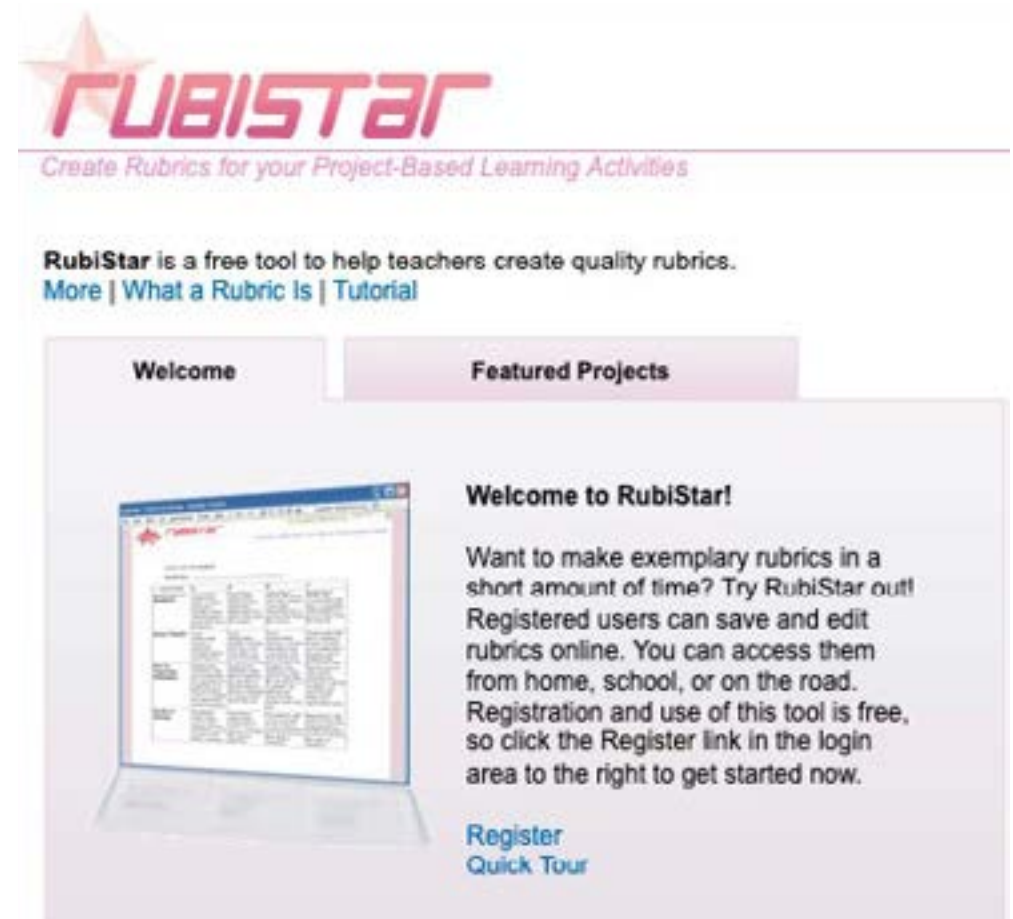 rubistar
Create Rubrics for your Project-Based Learning Activities
RubiStar is a free tool to help teachers create quality rubrics.
More | What a Rubric Is | Tutorial
Welcome
Featured Projects
Welcome to RubiStar!
Want to make exemplary rubrics in a
short amount of time? Try RubiStar out!
Registered users can save and edit
rubrics online. You can access them
from home, school, or on the road.
Registration and use of this tool is free,
so click the Register link in the login
area to the right to get started now.
Register
Quick Tour
rubistar